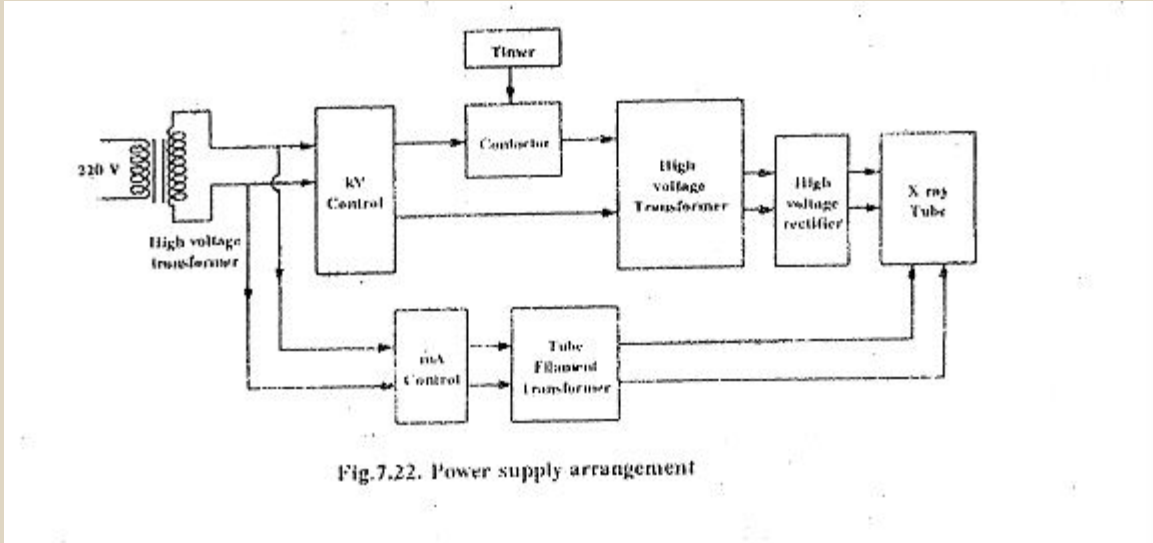 Timer
220 V
High voltage
transformer
kV
Control
Contactor
High
voltage
Transformer
High
voltage
rectifier
X ray
Tube
mA
Control
Tube
Filament
transformer
Fig.7.22. Power supply arrangement